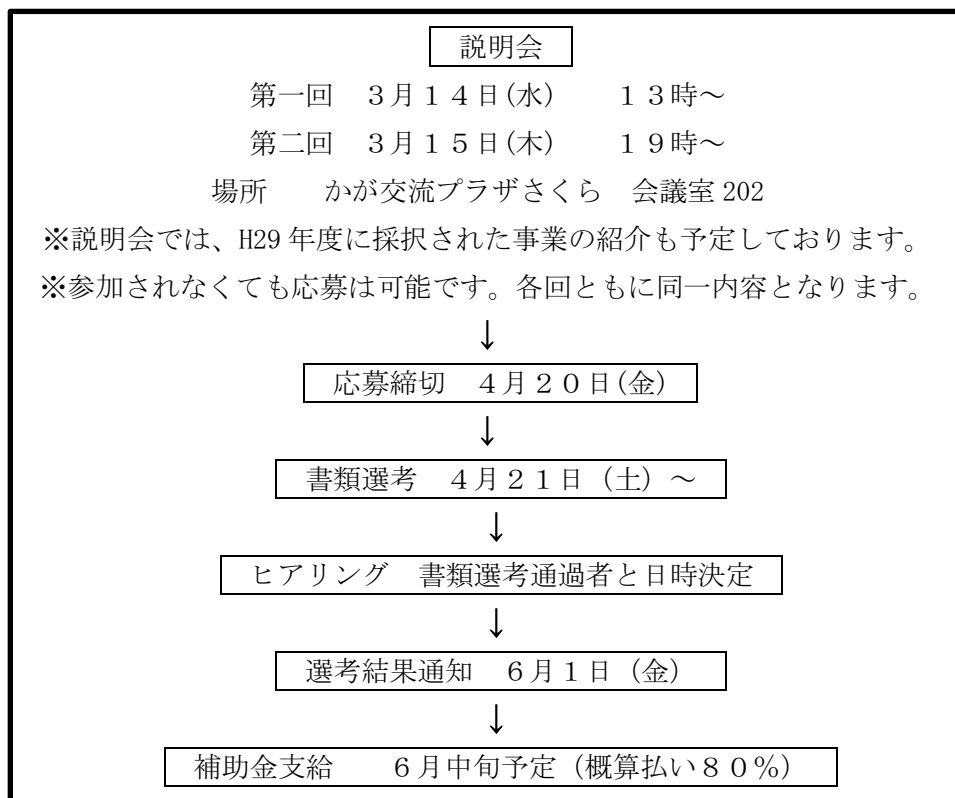 説明会
第一回　３月１４日(水)　　１３時～
第二回　３月１５日(木)　　１９時～
場所　　かが交流プラザさくら　会議室 202
※説明会では、H29 年度に採択された事業の紹介も予定しております。
※参加されなくても応募は可能です。各回ともに同一内容となります。
↓
応募締切　４月２０日(金)
↓
書類選考　４月２１日（土）～
↓
ヒアリング　書類選考通過者と日時決定
↓
選考結果通知　６月１日（金）
↓
補助金支給　　６月中旬予定（概算払い８０％）